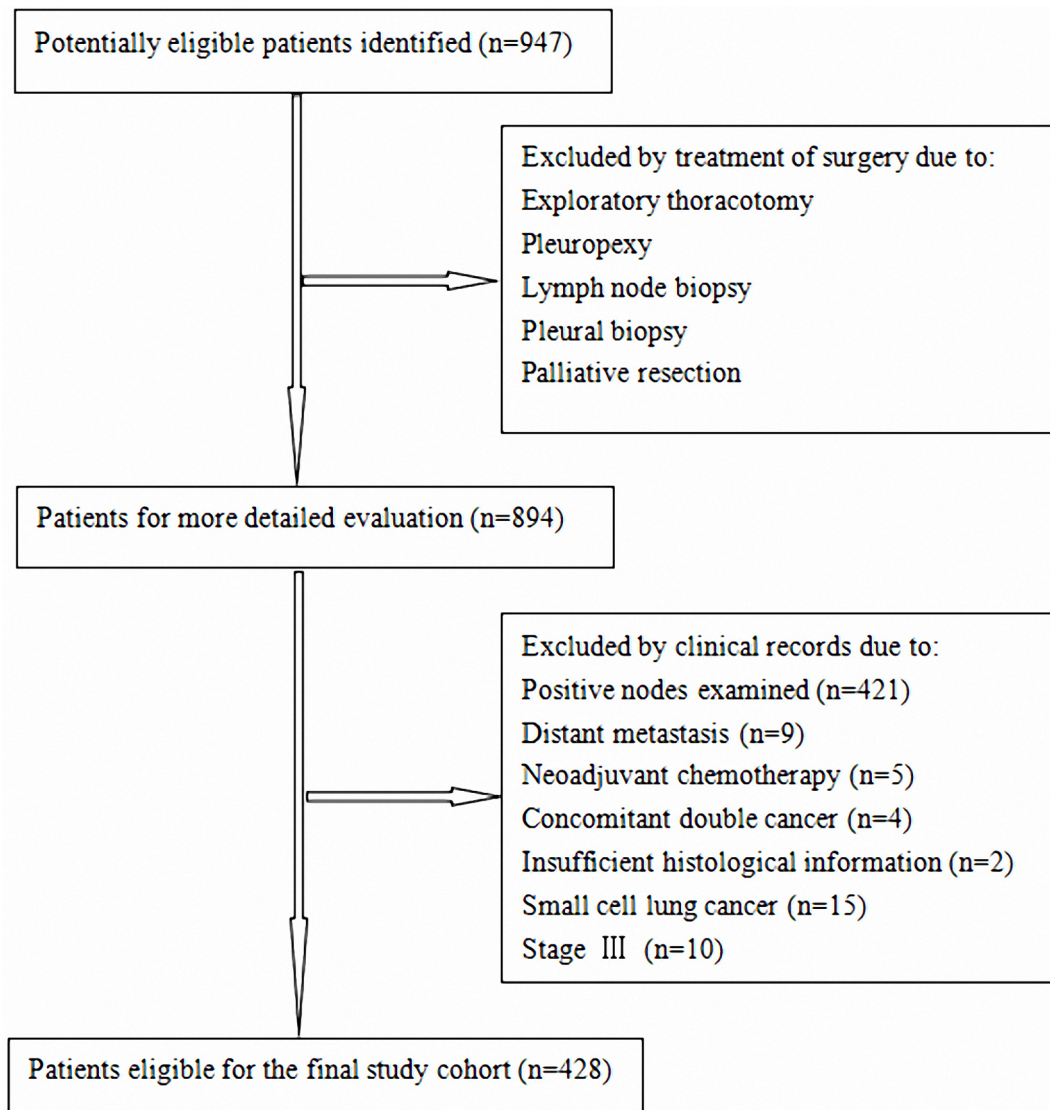 Potentially eligible patients identified (n=947)
Excluded by treatment of surgery due to:
Exploratory thoracotomy
Pleuropexy
Lymph node biopsy
Pleural biopsy
Palliative resection
Patients for more detailed evaluation (n=894)
Excluded by clinical records due to:
Positive nodes examined (n=421)
Distant metastasis (n=9)
Neoadjuvant chemotherapy (n=5)
Concomitant double cancer (n=4)
Insufficient histological information (n=2)
Small cell lung cancer (n=15)
Stage III (n=10)
Patients eligible for the final study cohort (n=428)